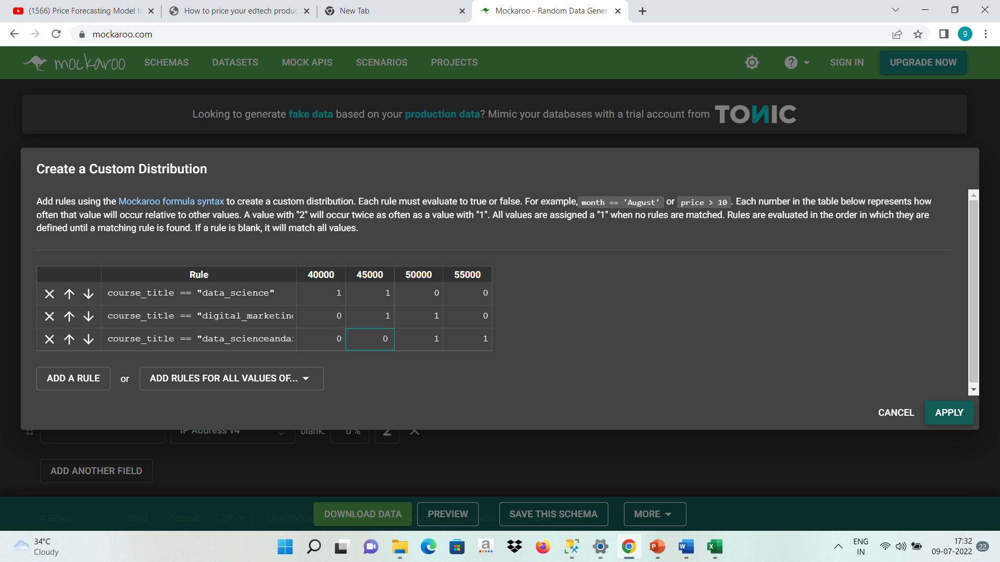 (1566) Price Forecasting Model fo
How to price your edtech produc
New Tab
Mockaroo - Random Data Gener
mockaroo.com
g
mockaroo
SCHEMAS
DATASETS
MOCK APIS
SCENARIOS
PROJECTS
?
SIGN IN
UPGRADE NOW
Looking to generate fake data based on your production data? Mimic your databases with a trial account from TONIC
Create a Custom Distribution
Add rules using the Mockaroo formula syntax to create a custom distribution. Each rule must evaluate to true or false. For example, month == 'August' or price > 10 . Each number in the table below represents how
often that value will occur relative to other values. A value with "2" will occur twice as often as a value with "1". All values are assigned a "1" when no rules are matched. Rules are evaluated in the order in which they are
defined until a matching rule is found. If a rule is blank, it will match all values.
Rule 40000 45000 50000 55000
course_title == "data_science" 1 1 0 0
course_title == "digital_marketing 0 1 1 0
course_title == "data_scienceanda 0 0 1 1
ADD A RULE or ADD RULES FOR ALL VALUES OF...
CANCEL
APPLY
IP Address v4 blank: 0 % Σ
ADD ANOTHER FIELD
# Rows: 1000 Format: CSV Line Ending header
DOWNLOAD DATA
PREVIEW
SAVE THIS SCHEMA
MORE
34°C
Cloudy
ENG
IN
17:32
09-07-2022
22